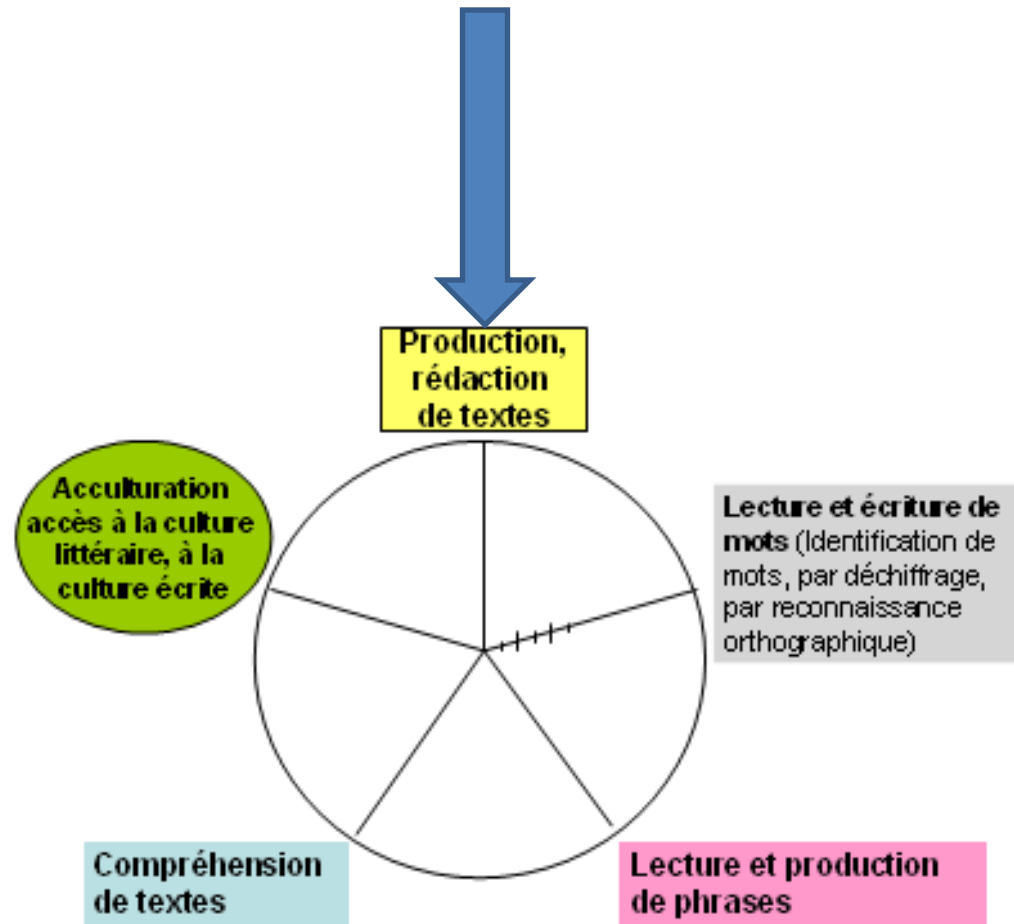 Production,
rédaction
de textes
Acculturation
accès à la culture
littéraire, à la
culture écrite
Lecture et écriture de
mots (Identification de
mots, par déchiffrage,
par reconnaissance
orthographique)
Compréhension
de textes
Lecture et production
de phrases